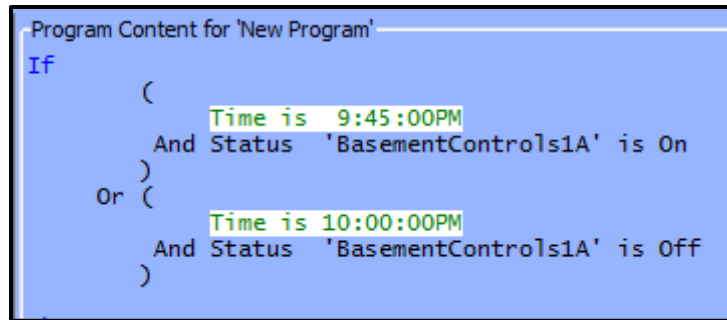 Program Content for 'New Program'
If
(
Time is  9:45:00PM
And Status  'BasementControls1A' is On
)
Or (
Time is 10:00:00PM
And Status  'BasementControls1A' is Off
)